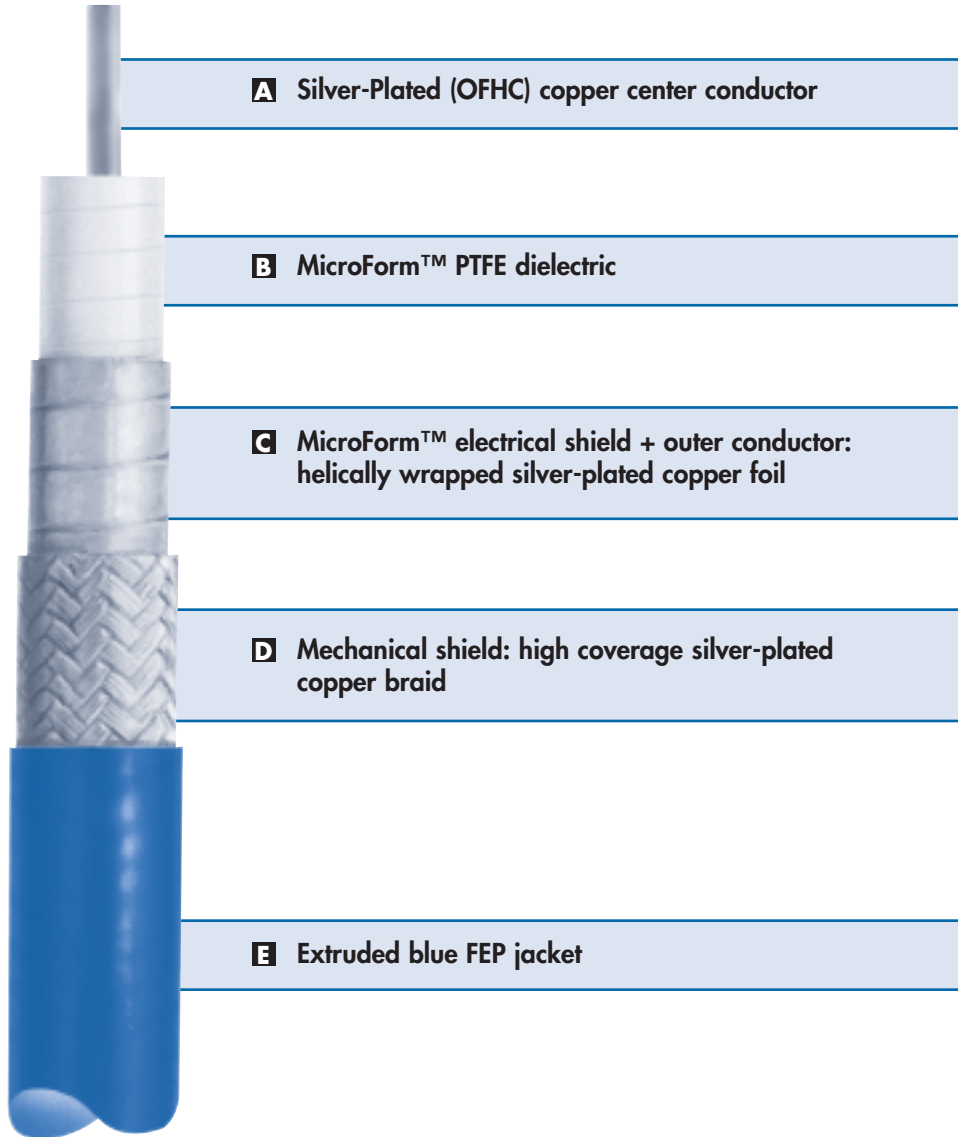 A Silver-Plated (OFHC) copper center conductor
B MicroForm™ PTFE dielectric
C MicroForm™ electrical shield + outer conductor:
helically wrapped silver-plated copper foil
D Mechanical shield: high coverage silver-plated
copper braid
E Extruded blue FEP jacket